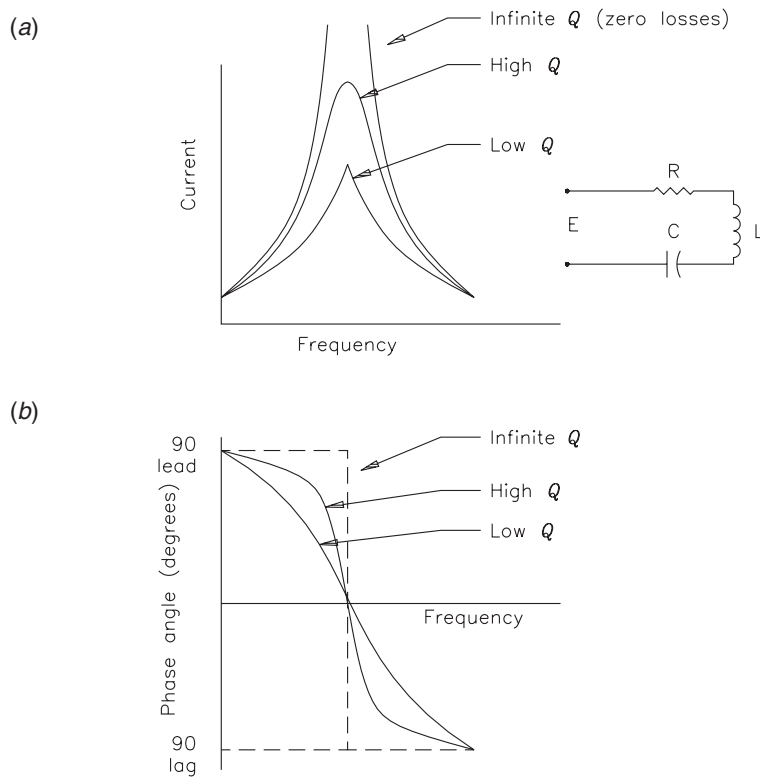 (a)
Infinite Q (zero losses)
High Q
Low Q
Current
Frequency
R
E
C
L
(b)
90
lead
Infinite Q
High Q
Low Q
Phase angle (degrees)
Frequency
90
lag